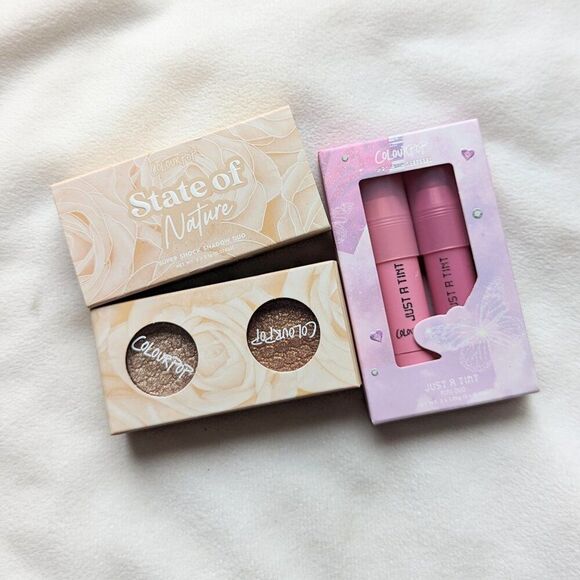 COLOURPOP
State of
Nature
SUPER SHOCK SHADOW DUO
COLOURPOP
COLOURPOP
COLOURPOP
JUST A TINT
JUST A TINT
JUST A TINT